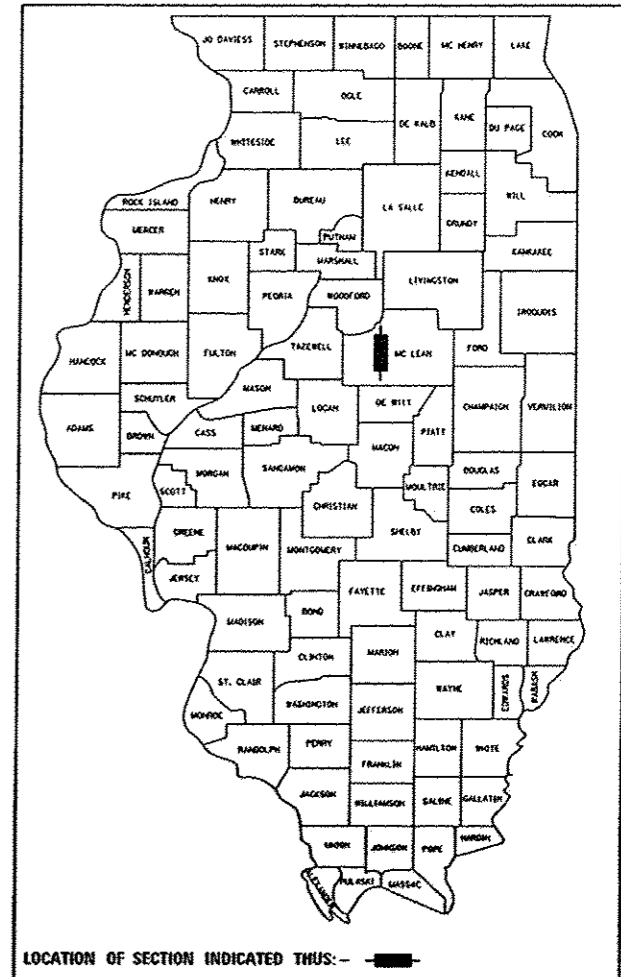 JO DAVIESS STEPHENSON WINNEBAGO BOONE MC HENRY LAKE
CARROLL OGLE DE KALB KANE DU PAGE COOK
WHITESIDE LEE
KENDALL WILL
ROCK ISLAND HENRY BUREAU LA SALLE GRUNDY
MERCER PUTNAM
STARK MARSHALL KANKAKEE
HENDERSON WARREN KNOX PEORIA WOODFORD LIVINGSTON IROQUOIS
HANCOCK MC DONOUGH FULTON TAZEWELL MC LEAN FORD
SCHUYLER MASON LOGAN DE WITT CHAMPAIGN VERMILION
ADAMS BROWN CASS MENARD MACON PIATT
PIKE SCOTT MORGAN SANGAMON CHRISTIAN MOULTRIE DOUGLAS EDGAR
COLES
CALHOUN GREENE MACOUPIN MONTGOMERY SHELBY CUMBERLAND CLARK
JERSEY FAYETTE EFFINGHAM JASPER CRAWFORD
MADISON BOND
CLAY RICHLAND LAWRENCE
CLINTON MARION
ST. CLAIR WAYNE EDWARDS WABASH
MONROE WASHINGTON JEFFERSON
RANDOLPH PERRY HAMILTON WHITE
FRANKLIN
JACKSON WILLIAMSON SALINE GALLATIN
UNION JOHNSON POPE HARDIN
ALEXANDER PULASKI MASSAC
LOCATION OF SECTION INDICATED THUS:-